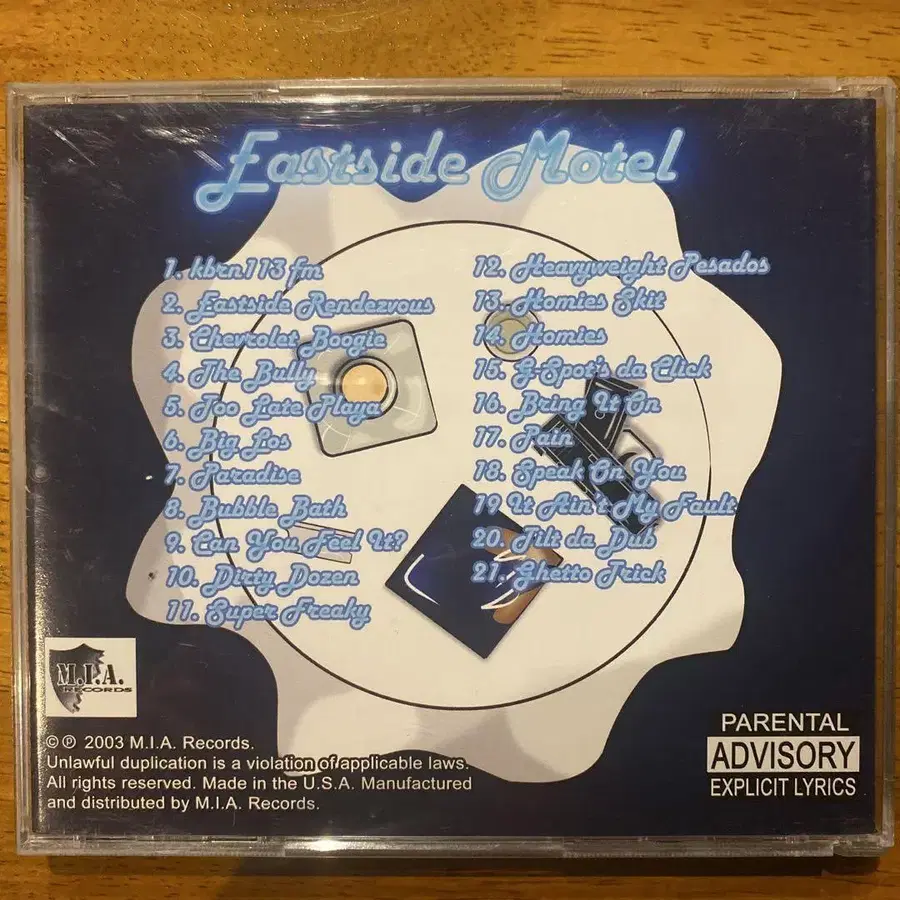 Eastside Motel
1. kbrn113 fm
2. Eastside Rendezvous
3. Chevrolet Boogie
4. The Bully
5. Too Late Playa
6. Big Los
7. Paradise
8. Bubble Bath
9. Can You Feel It?
10. Dirty Dozen
11. Super Freaky
12. Heavyweight Pesados
13. Homies Skit
14. Homies
15. G-Spot's da Click
16. Bring It On
17. Pain
18. Speak On You
19 It Ain't My Fault
20. Tilt da Dub
21. Ghetto Trick
M.I.A.
RECORDS
©℗ 2003 M.I.A. Records.
Unlawful duplication is a violation of applicable laws.
All rights reserved. Made in the U.S.A. Manufactured
and distributed by M.I.A. Records.
PARENTAL
ADVISORY
EXPLICIT LYRICS